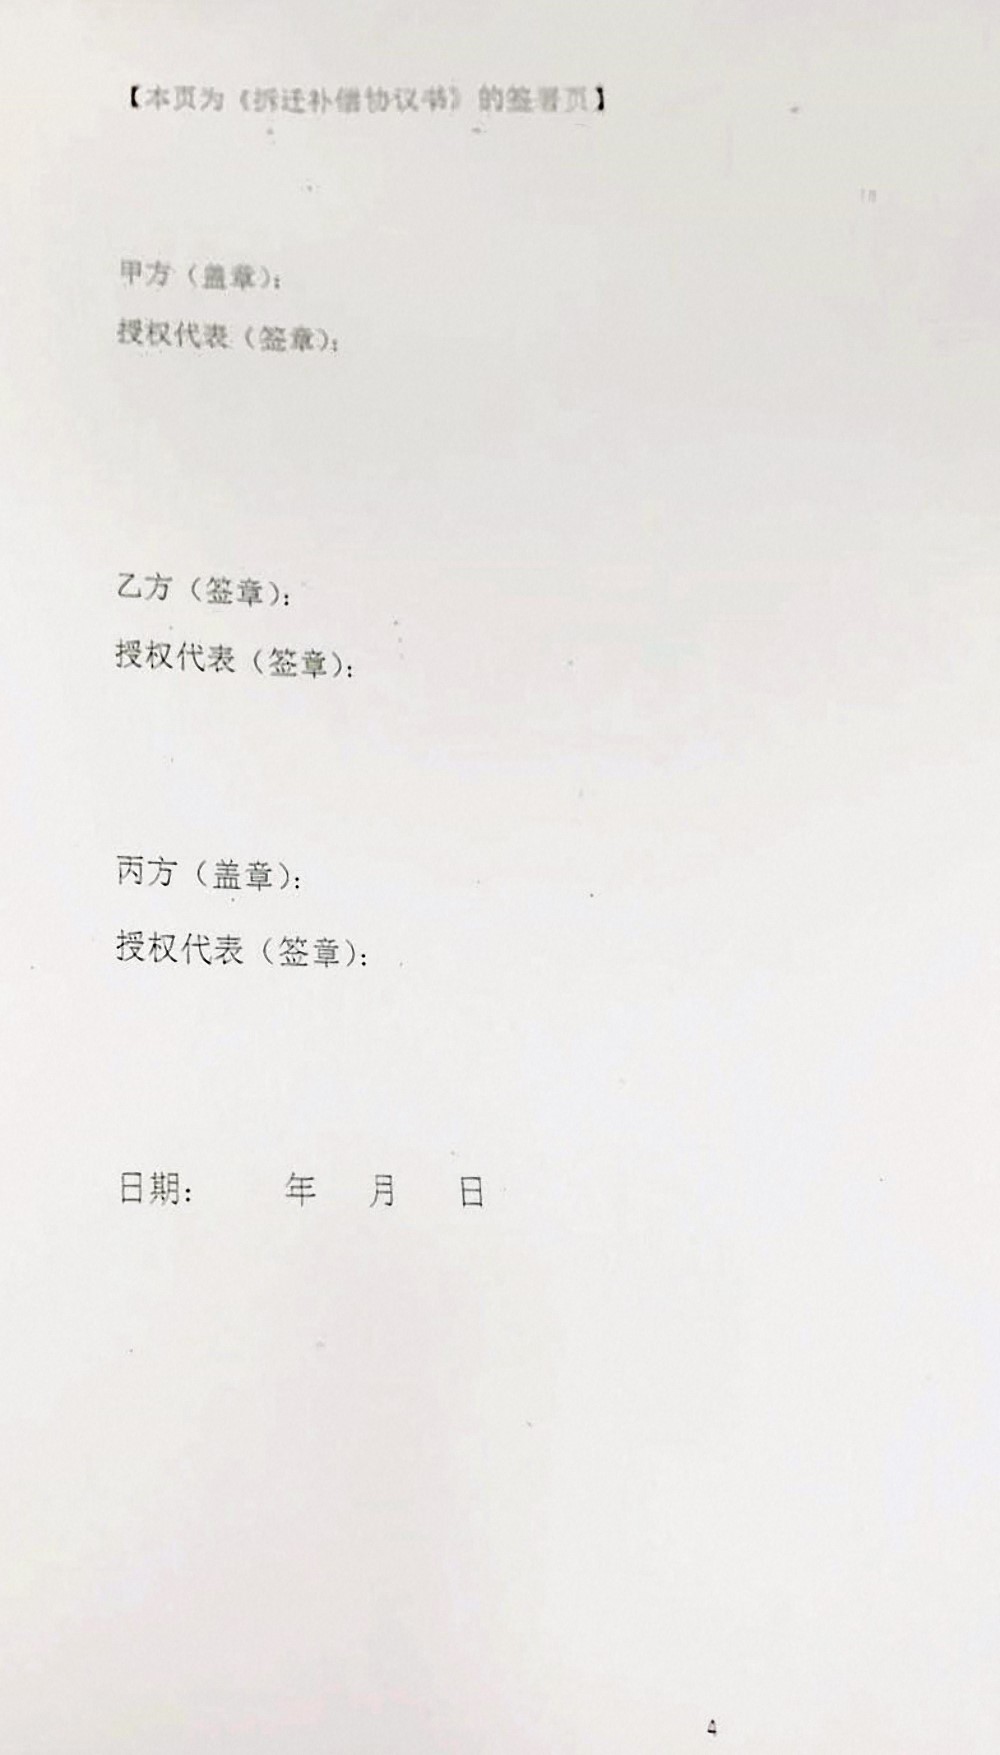 【本页为《拆迁补偿协议书》的签署页】
甲方（盖章）：
授权代表（签章）：
乙方（签章）：
授权代表（签章）：
丙方（盖章）：
授权代表（签章）：
日期： 年 月 日
4